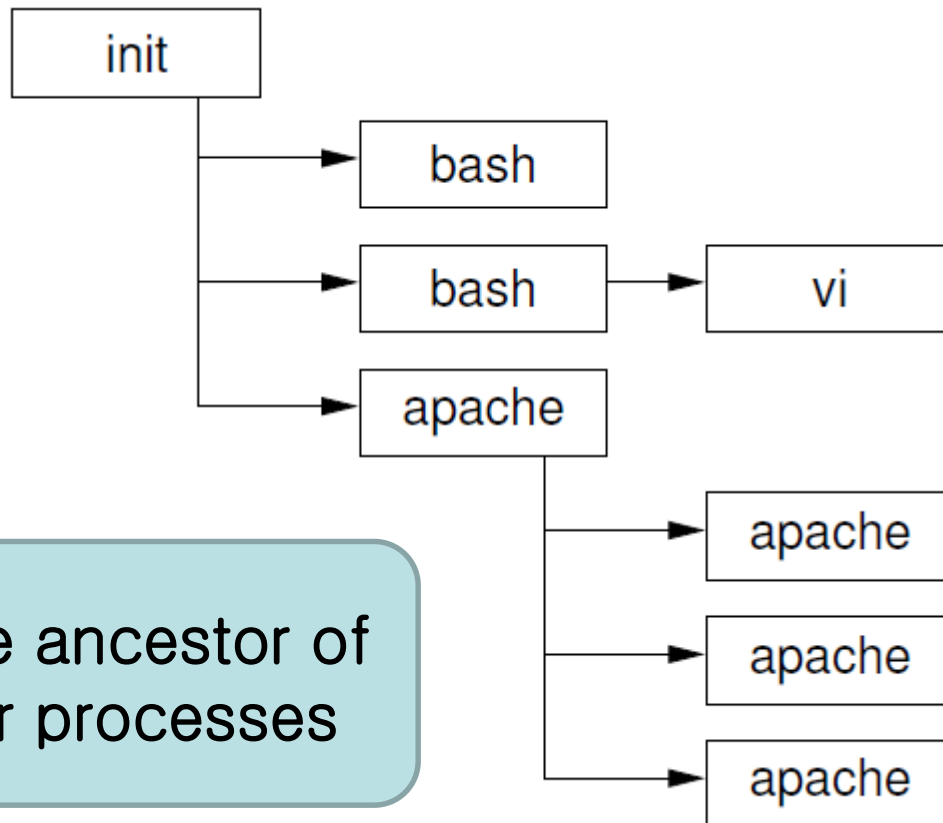 init
bash
bash
vi
apache
apache
apache
apache
ancestor of
processes